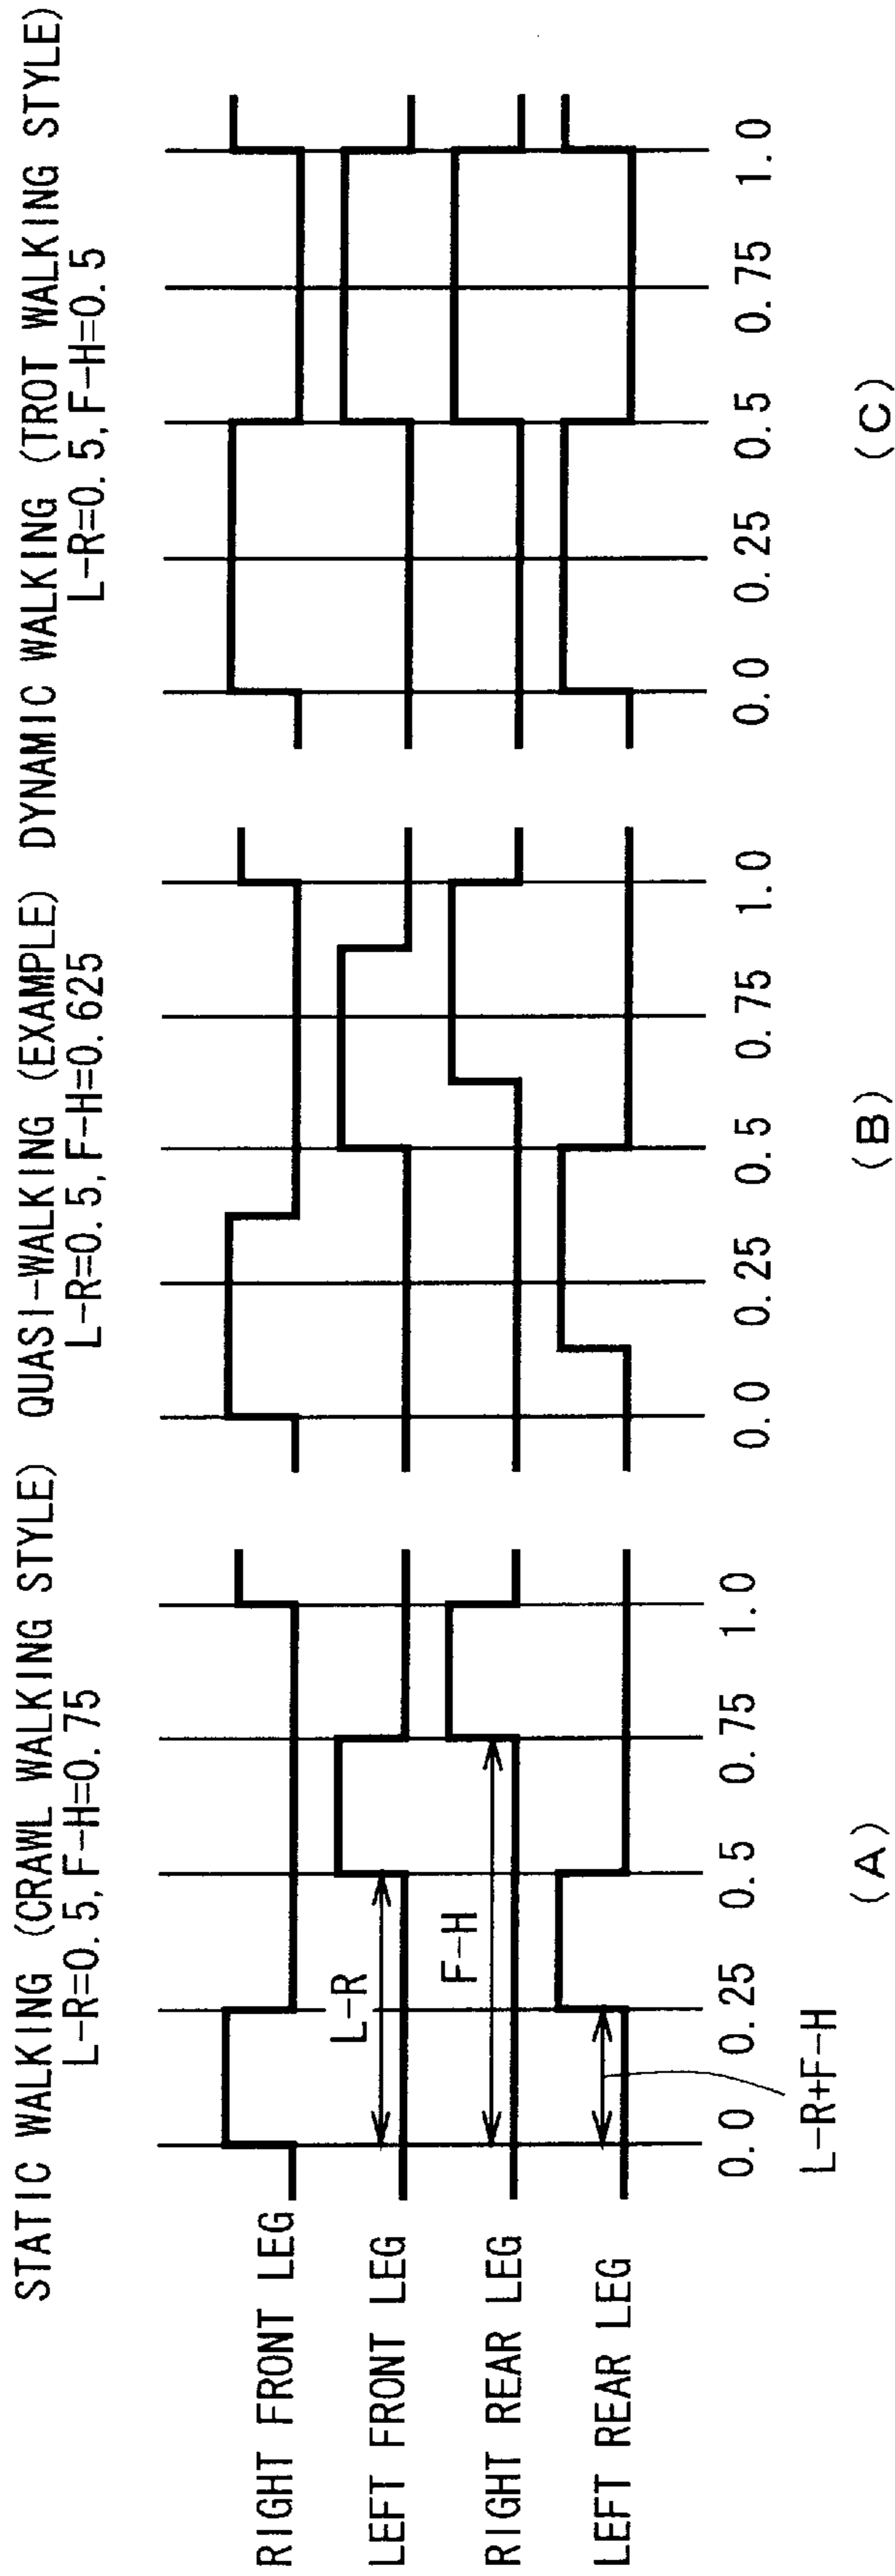 STATIC WALKING (CRAWL WALKING STYLE)
L-R=0.5, F-H=0.75
QUASI-WALKING (EXAMPLE)
L-R=0.5, F-H=0.625
DYNAMIC WALKING (TROT WALKING STYLE)
L-R=0.5, F-H=0.5
RIGHT FRONT LEG
LEFT FRONT LEG
RIGHT REAR LEG
LEFT REAR LEG
L-R
F-H
0.0 0.25 0.5 0.75 1.0
L-R+F-H
(A)
0.0 0.25 0.5 0.75 1.0
(B)
0.0 0.25 0.5 0.75 1.0
(C)